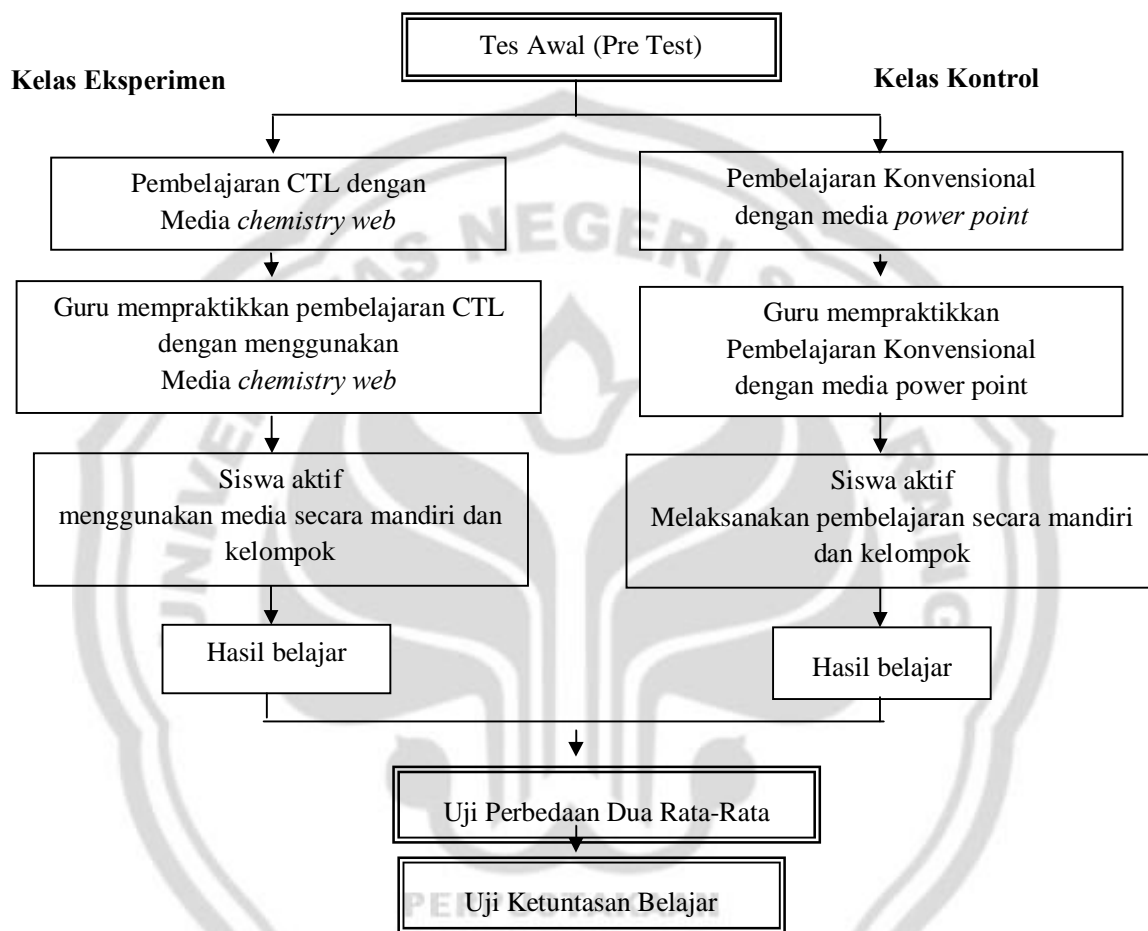 Tes Awal (Pre Test)
Kelas Eksperimen
Kelas Kontrol
Pembelajaran CTL dengan
Media chemistry web
Pembelajaran Konvensional
dengan media power point
Guru mempraktikkan pembelajaran CTL
dengan menggunakan
Media chemistry web
Guru mempraktikkan
Pembelajaran Konvensional
dengan media power point
Siswa aktif
menggunakan media secara mandiri dan
kelompok
Siswa aktif
Melaksanakan pembelajaran secara mandiri
dan kelompok
Hasil belajar
Hasil belajar
Uji Perbedaan Dua Rata-Rata
Uji Ketuntasan Belajar
PERPUSTAKAAN